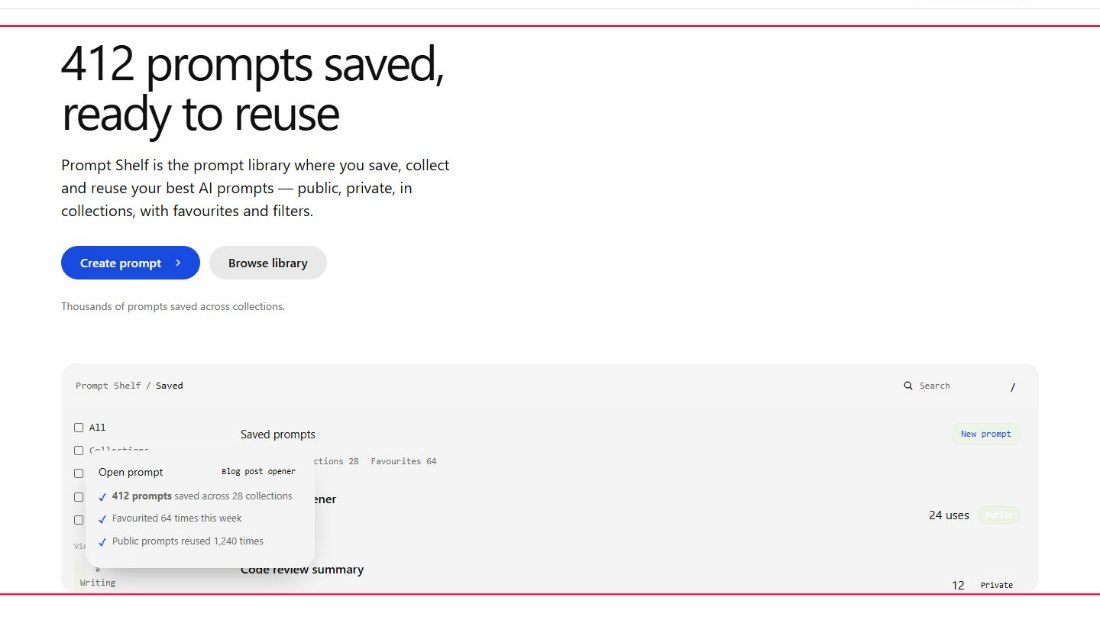 412 prompts saved,
ready to reuse
Prompt Shelf is the prompt library where you save, collect
and reuse your best AI prompts — public, private, in
collections, with favourites and filters.
Create prompt
Browse library
Thousands of prompts saved across collections.
Prompt Shelf / Saved
Search
/
All
Collections
Saved prompts
New prompt
ctions 28 Favourites 64
Open prompt
Blog post opener
✓ 412 prompts saved across 28 collections
✓ Favourited 64 times this week
✓ Public prompts reused 1,240 times
ener
24 uses
Public
Code review summary
Writing
12
Private